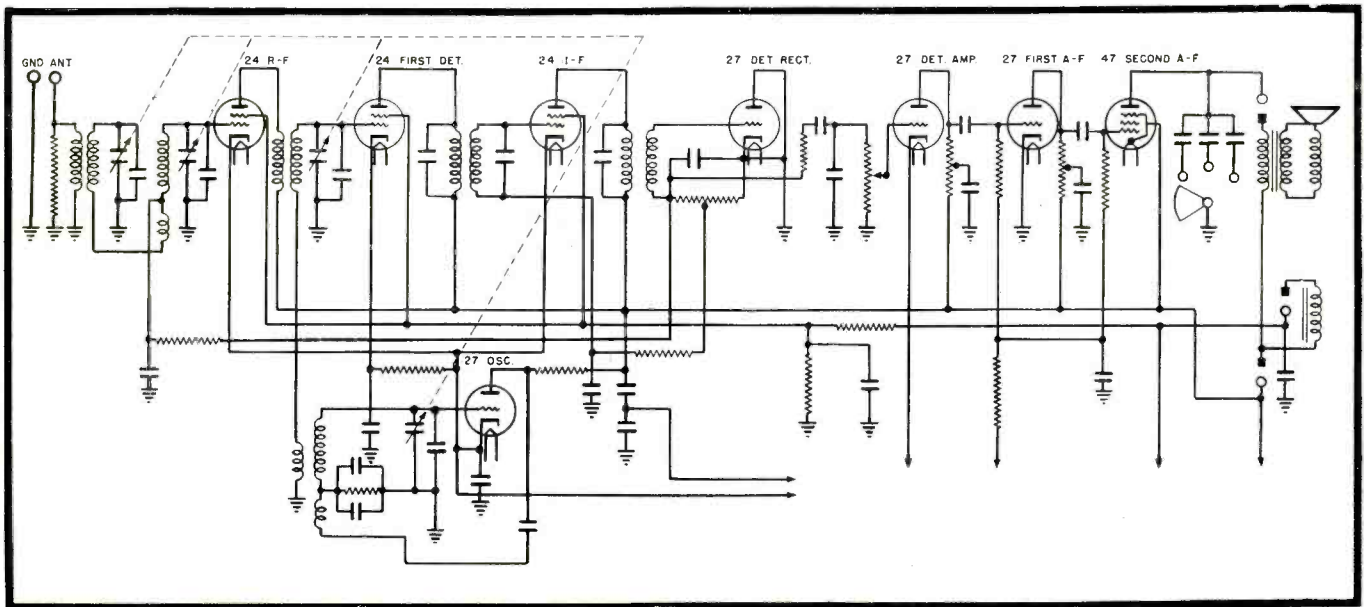 GND ANT
24 R-F
24 FIRST DET.
24 I-F
27 DET RECT.
27 DET. AMP.
27 FIRST A-F
47 SECOND A-F
27 OSC.